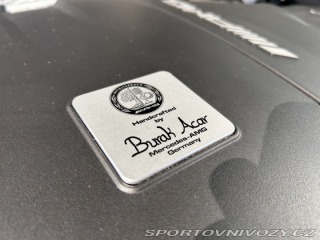 Handcrafted
by
Burak Acar
Mercedes-AMG
Germany
SPORTOVNIVOZY.CZ